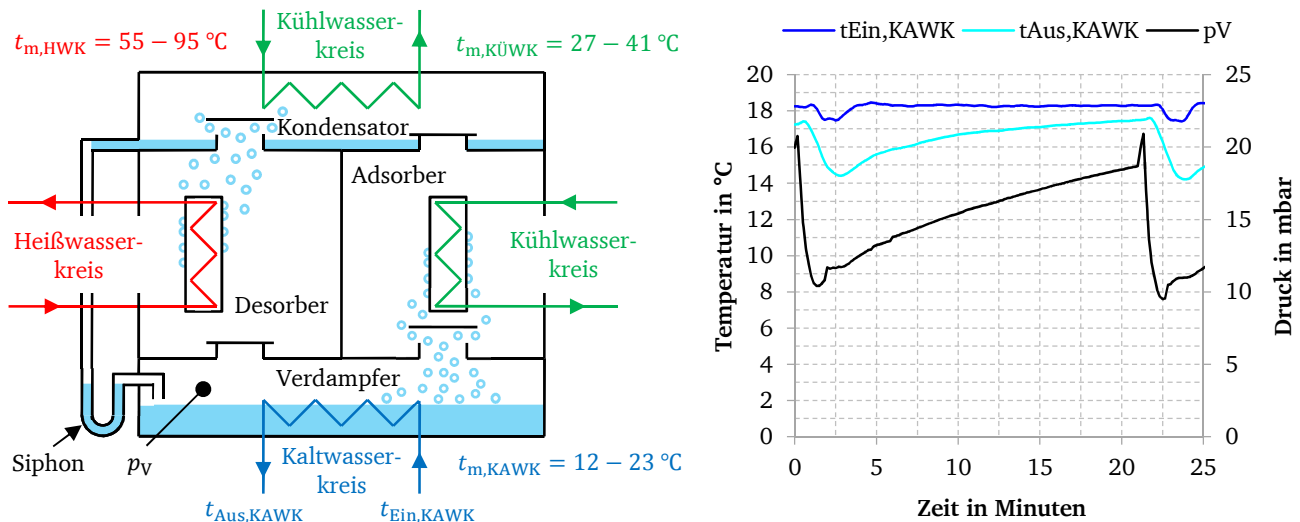 Kühlwasser-
kreis
t_m,HWK = 55 – 95 °C
t_m,KÜWK = 27 – 41 °C
Kondensator
Adsorber
Heißwasser-
kreis
Kühlwasser-
kreis
Desorber
Verdampfer
Siphon
p_V
Kaltwasser-
kreis
t_m,KAWK = 12 – 23 °C
t_Aus,KAWK
t_Ein,KAWK
tEin,KAWK
tAus,KAWK
pV
Temperatur in °C
20
18
16
14
12
10
8
6
4
2
0
25
20
15
10
5
0
Druck in mbar
0
5
10
15
20
25
Zeit in Minuten